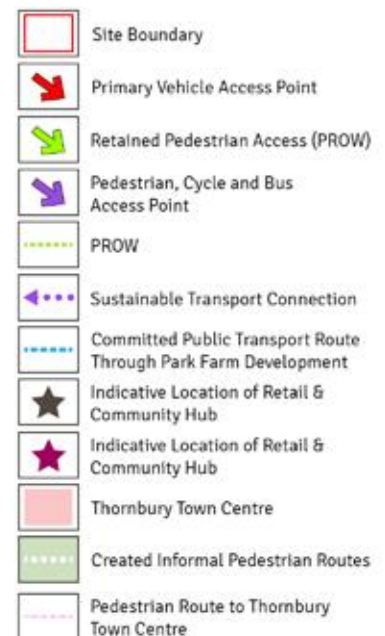 Site Boundary
Primary Vehicle Access Point
Retained Pedestrian Access (PROW)
Pedestrian, Cycle and Bus
Access Point
PROW
Sustainable Transport Connection
Committed Public Transport Route
Through Park Farm Development
Indicative Location of Retail &
Community Hub
Indicative Location of Retail &
Community Hub
Thornbury Town Centre
Created Informal Pedestrian Routes
Pedestrian Route to Thornbury
Town Centre